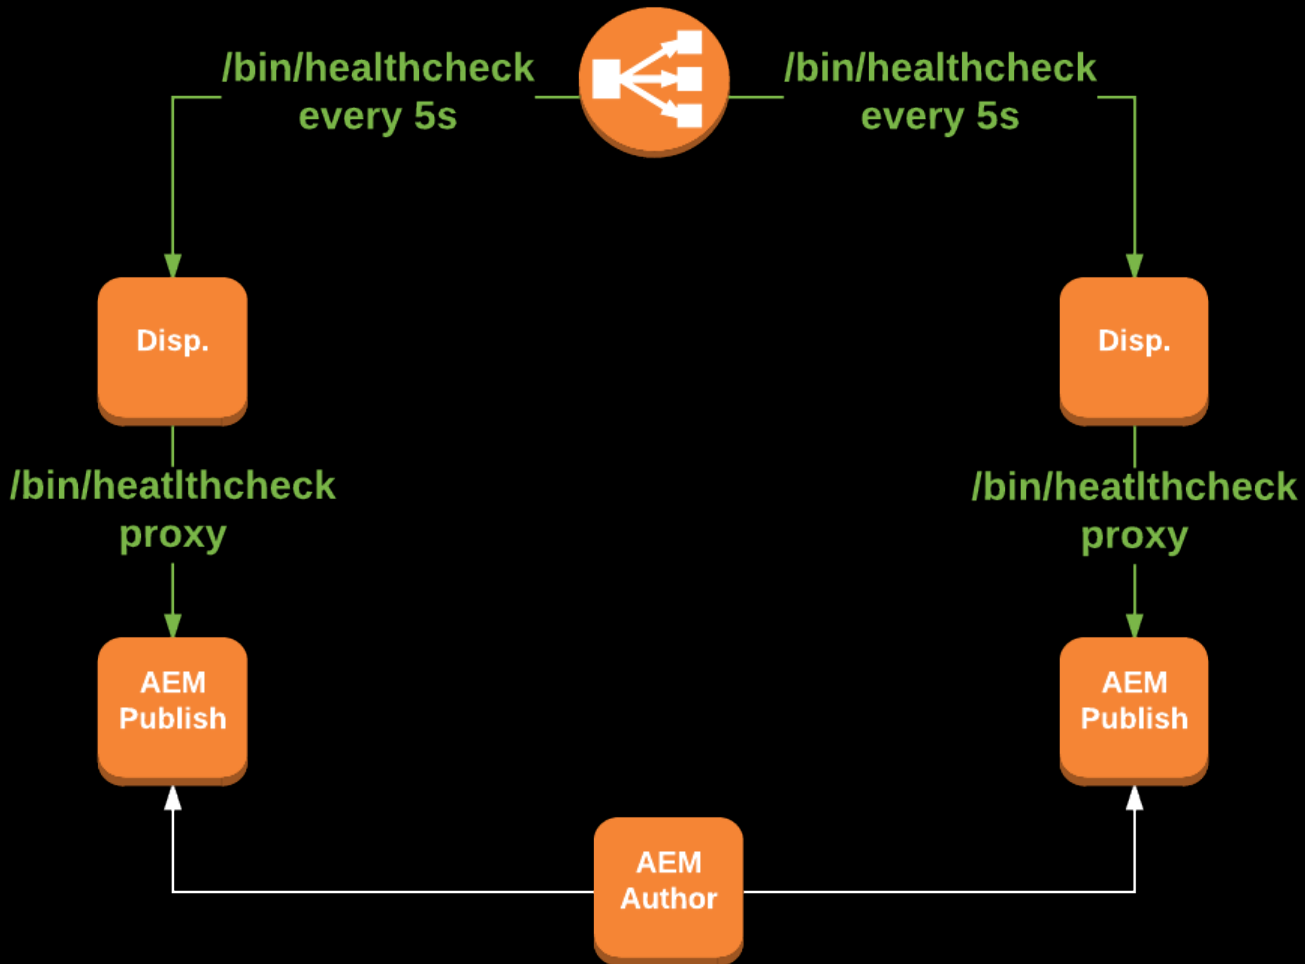 /bin/healthcheck
every 5s
/bin/healthcheck
every 5s
Disp.
Disp.
/bin/heatlthcheck
proxy
/bin/heatlthcheck
proxy
AEM
Publish
AEM
Publish
AEM
Author